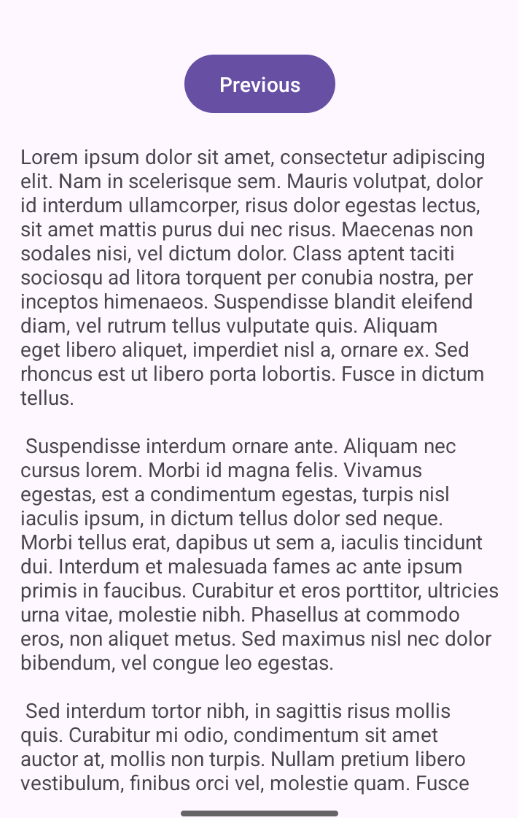 Previous
Lorem ipsum dolor sit amet, consectetur adipiscing
elit. Nam in scelerisque sem. Mauris volutpat, dolor
id interdum ullamcorper, risus dolor egestas lectus,
sit amet mattis purus dui nec risus. Maecenas non
sodales nisi, vel dictum dolor. Class aptent taciti
sociosqu ad litora torquent per conubia nostra, per
inceptos himenaeos. Suspendisse blandit eleifend
diam, vel rutrum tellus vulputate quis. Aliquam
eget libero aliquet, imperdiet nisl a, ornare ex. Sed
rhoncus est ut libero porta lobortis. Fusce in dictum
tellus.
Suspendisse interdum ornare ante. Aliquam nec
cursus lorem. Morbi id magna felis. Vivamus
egestas, est a condimentum egestas, turpis nisl
iaculis ipsum, in dictum tellus dolor sed neque.
Morbi tellus erat, dapibus ut sem a, iaculis tincidunt
dui. Interdum et malesuada fames ac ante ipsum
primis in faucibus. Curabitur et eros porttitor, ultricies
urna vitae, molestie nibh. Phasellus at commodo
eros, non aliquet metus. Sed maximus nisl nec dolor
bibendum, vel congue leo egestas.
Sed interdum tortor nibh, in sagittis risus mollis
quis. Curabitur mi odio, condimentum sit amet
auctor at, mollis non turpis. Nullam pretium libero
vestibulum, finibus orci vel, molestie quam. Fusce